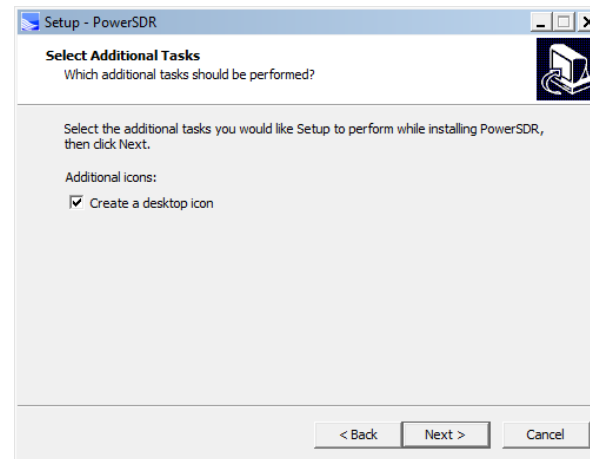 Setup - PowerSDR
Select Additional Tasks
Which additional tasks should be performed?
Select the additional tasks you would like Setup to perform while installing PowerSDR,
then click Next.
Additional icons:
Create a desktop icon
< Back Next > Cancel